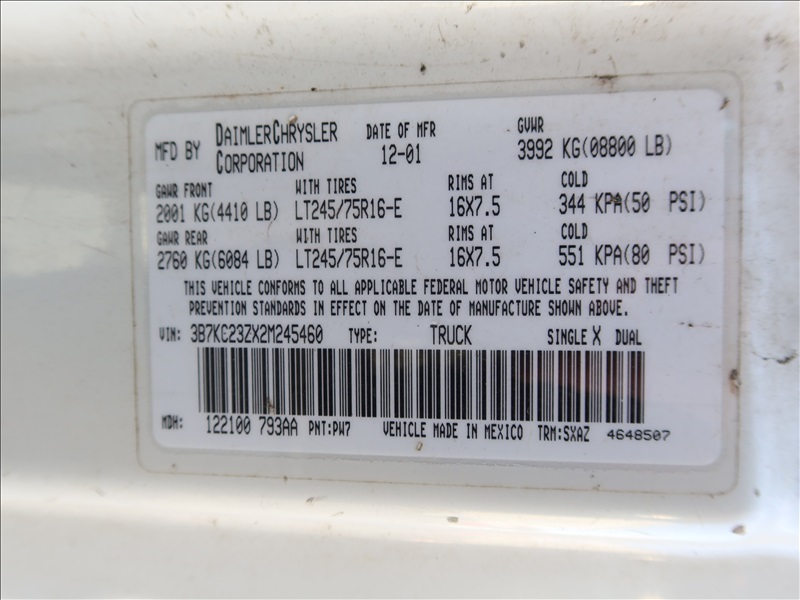 MFD BY DAIMLERCHRYSLER CORPORATION DATE OF MFR 12-01 GVWR 3992 KG(08800 LB)
GAWR FRONT WITH TIRES RIMS AT COLD
2001 KG(4410 LB) LT245/75R16-E 16X7.5 344 KPA(50 PSI)
GAWR REAR WITH TIRES RIMS AT COLD
2760 KG(6084 LB) LT245/75R16-E 16X7.5 551 KPA(80 PSI)
THIS VEHICLE CONFORMS TO ALL APPLICABLE FEDERAL MOTOR VEHICLE SAFETY AND THEFT
PREVENTION STANDARDS IN EFFECT ON THE DATE OF MANUFACTURE SHOWN ABOVE.
VIN: 3B7KC23ZX2M245460 TYPE: TRUCK SINGLE X DUAL
MDH: 122100 793AA PNT:PW7 VEHICLE MADE IN MEXICO TRM:SXAZ 4648507